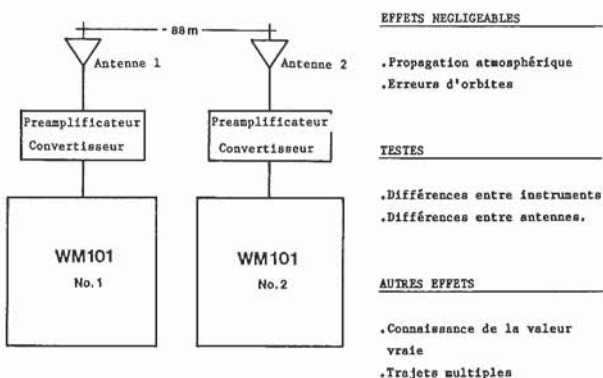 - 88m -
Antenne 1
Antenne 2
Preamplificateur
Convertisseur
Preamplificateur
Convertisseur
WM101
No.1
WM101
No.2
EFFETS NEGLIGEABLES
.Propagation atmosphérique
.Erreurs d'orbites
TESTES
.Différences entre instruments
.Différences entre antennes.
AUTRES EFFETS
.Connaissance de la valeur
vraie
.Trajets multiples